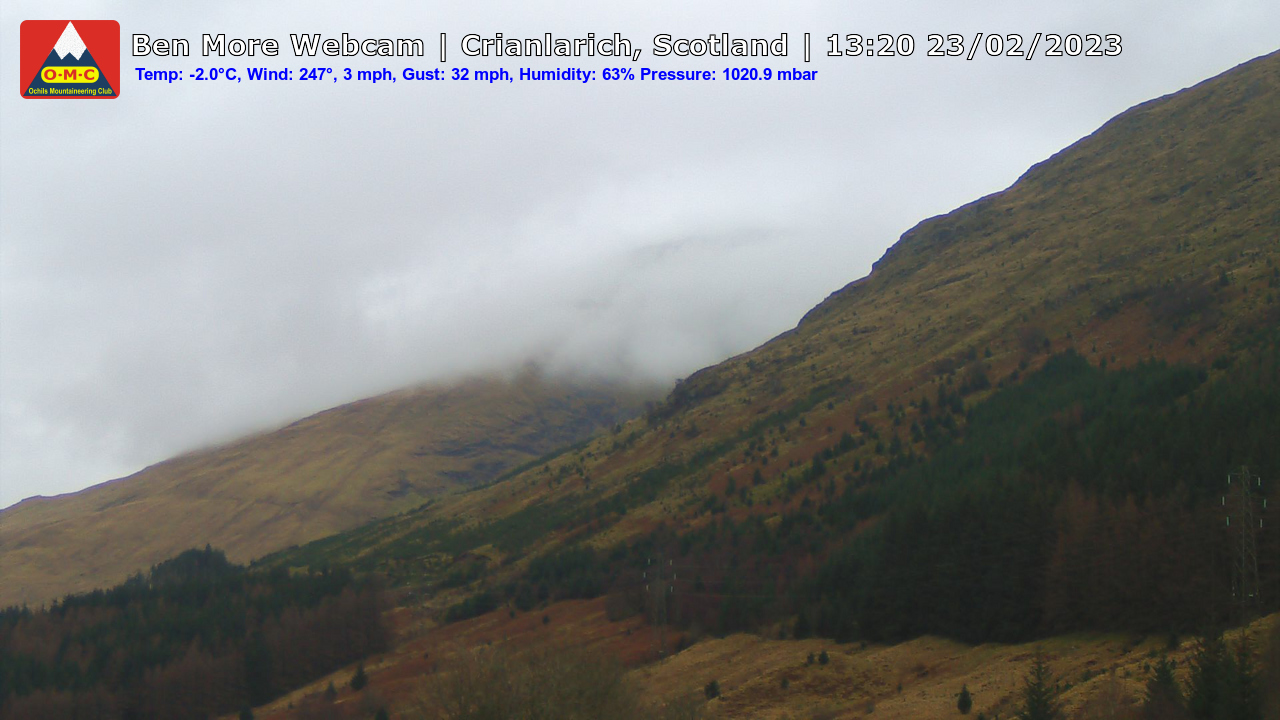 Ben More Webcam | Crianlarich, Scotland | 13:20 23/02/2023
Temp: -2.0°C, Wind: 247°, 3 mph, Gust: 32 mph, Humidity: 63% Pressure: 1020.9 mbar
O·M·C
Ochils Mountaineering Club